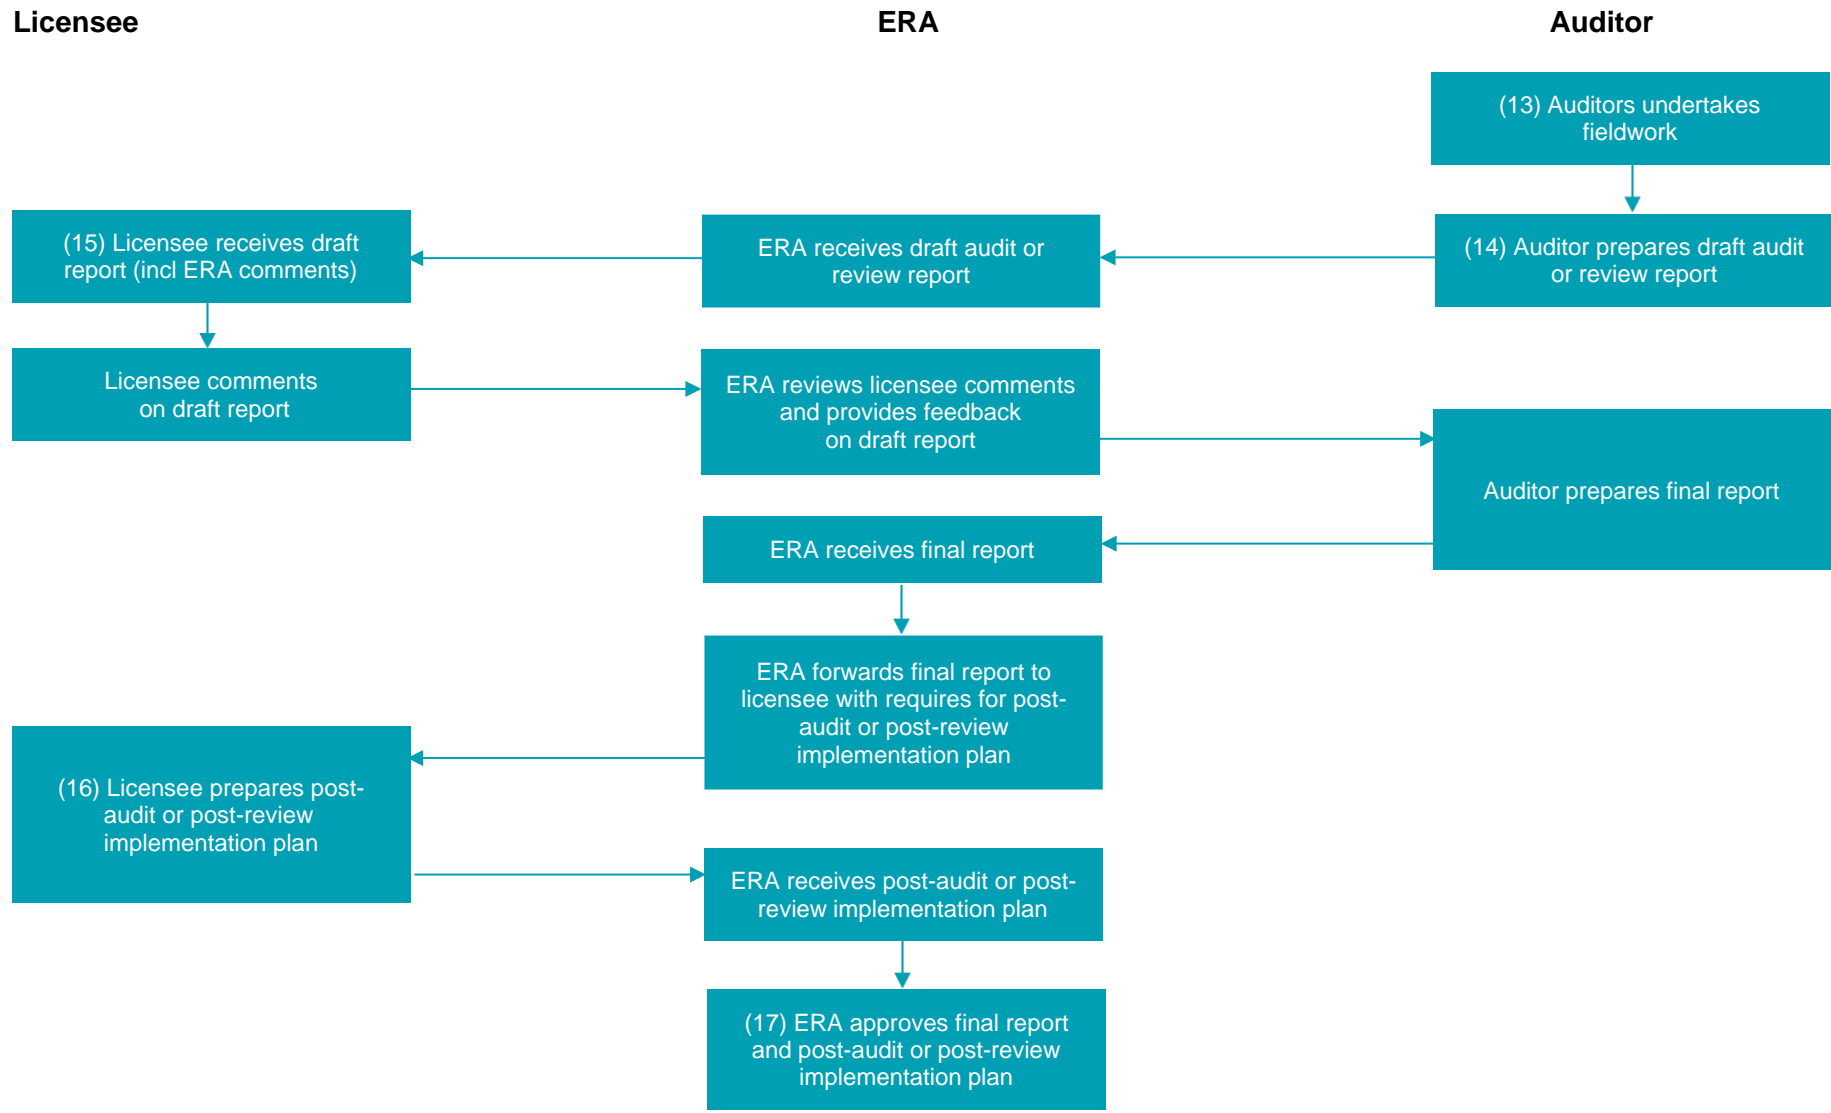 Licensee
ERA
Auditor
(13) Auditors undertakes
fieldwork
(15) Licensee receives draft
report (incl ERA comments)
ERA receives draft audit or
review report
(14) Auditor prepares draft audit
or review report
Licensee comments
on draft report
ERA reviews licensee comments
and provides feedback
on draft report
Auditor prepares final report
ERA receives final report
ERA forwards final report to
licensee with requires for post-
audit or post-review
implementation plan
(16) Licensee prepares post-
audit or post-review
implementation plan
ERA receives post-audit or post-
review implementation plan
(17) ERA approves final report
and post-audit or post-review
implementation plan